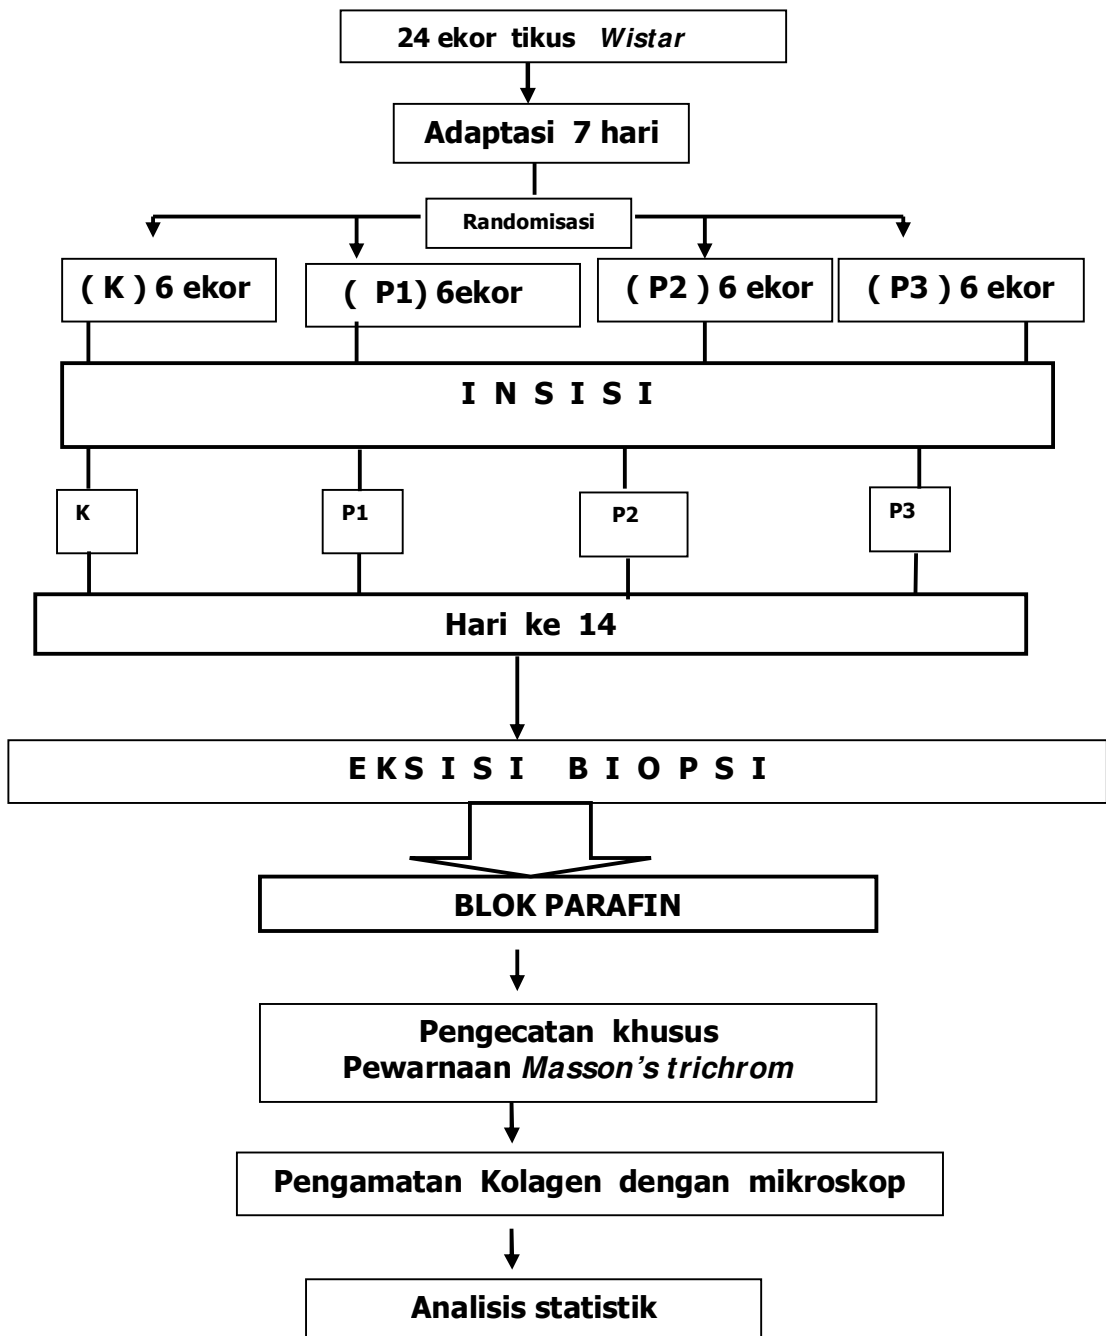 24 ekor tikus Wistar
Adaptasi 7 hari
Randomisasi
( K ) 6 ekor
( P1) 6ekor
( P2 ) 6 ekor
( P3 ) 6 ekor
I N S I S I
K
P1
P2
P3
Hari ke 14
E K S I S I B I O P S I
BLOK PARAFIN
Pengecatan khusus
Pewarnaan Masson's trichrom
Pengamatan Kolagen dengan mikroskop
Analisis statistik